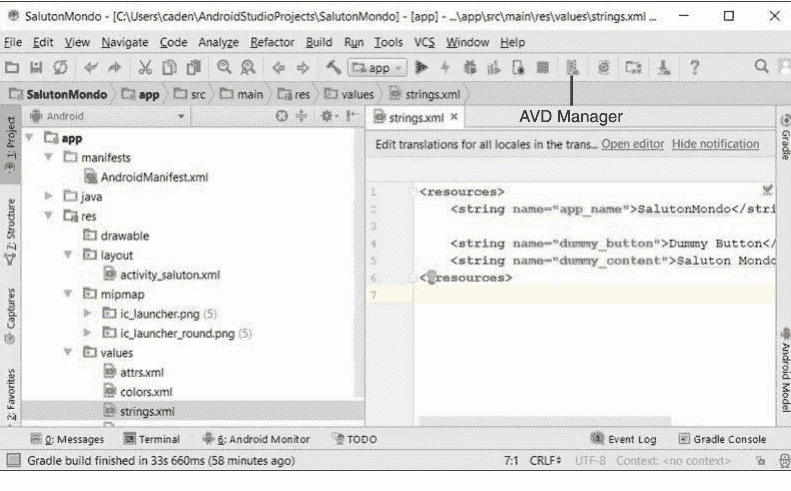 SalutonMondo - [C:\Users\caden\AndroidStudioProjects\SalutonMondo] - [app] - ...\app\src\main\res\values\strings.xml ...
File Edit View Navigate Code Analyze Refactor Build Run Tools VCS Window Help
app
SalutonMondo app src main res values strings.xml
AVD Manager
1: Project
Z: Structure
Captures
2: Favorites
Android
app
manifests
AndroidManifest.xml
java
res
drawable
layout
activity_saluton.xml
mipmap
ic_launcher.png (5)
ic_launcher_round.png (5)
values
attrs.xml
colors.xml
strings.xml
strings.xml
Edit translations for all locales in the trans... Open editor Hide notification
1 <resources>
2 <string name="app_name">SalutonMondo</stri
3
4 <string name="dummy_button">Dummy Button</
5 <string name="dummy_content">Saluton Mondo
6 </resources>
7
Gradle
Android Model
0: Messages Terminal 6: Android Monitor TODO Event Log Gradle Console
Gradle build finished in 33s 660ms (58 minutes ago) 7:1 CRLF UTF-8 Context: <no context>